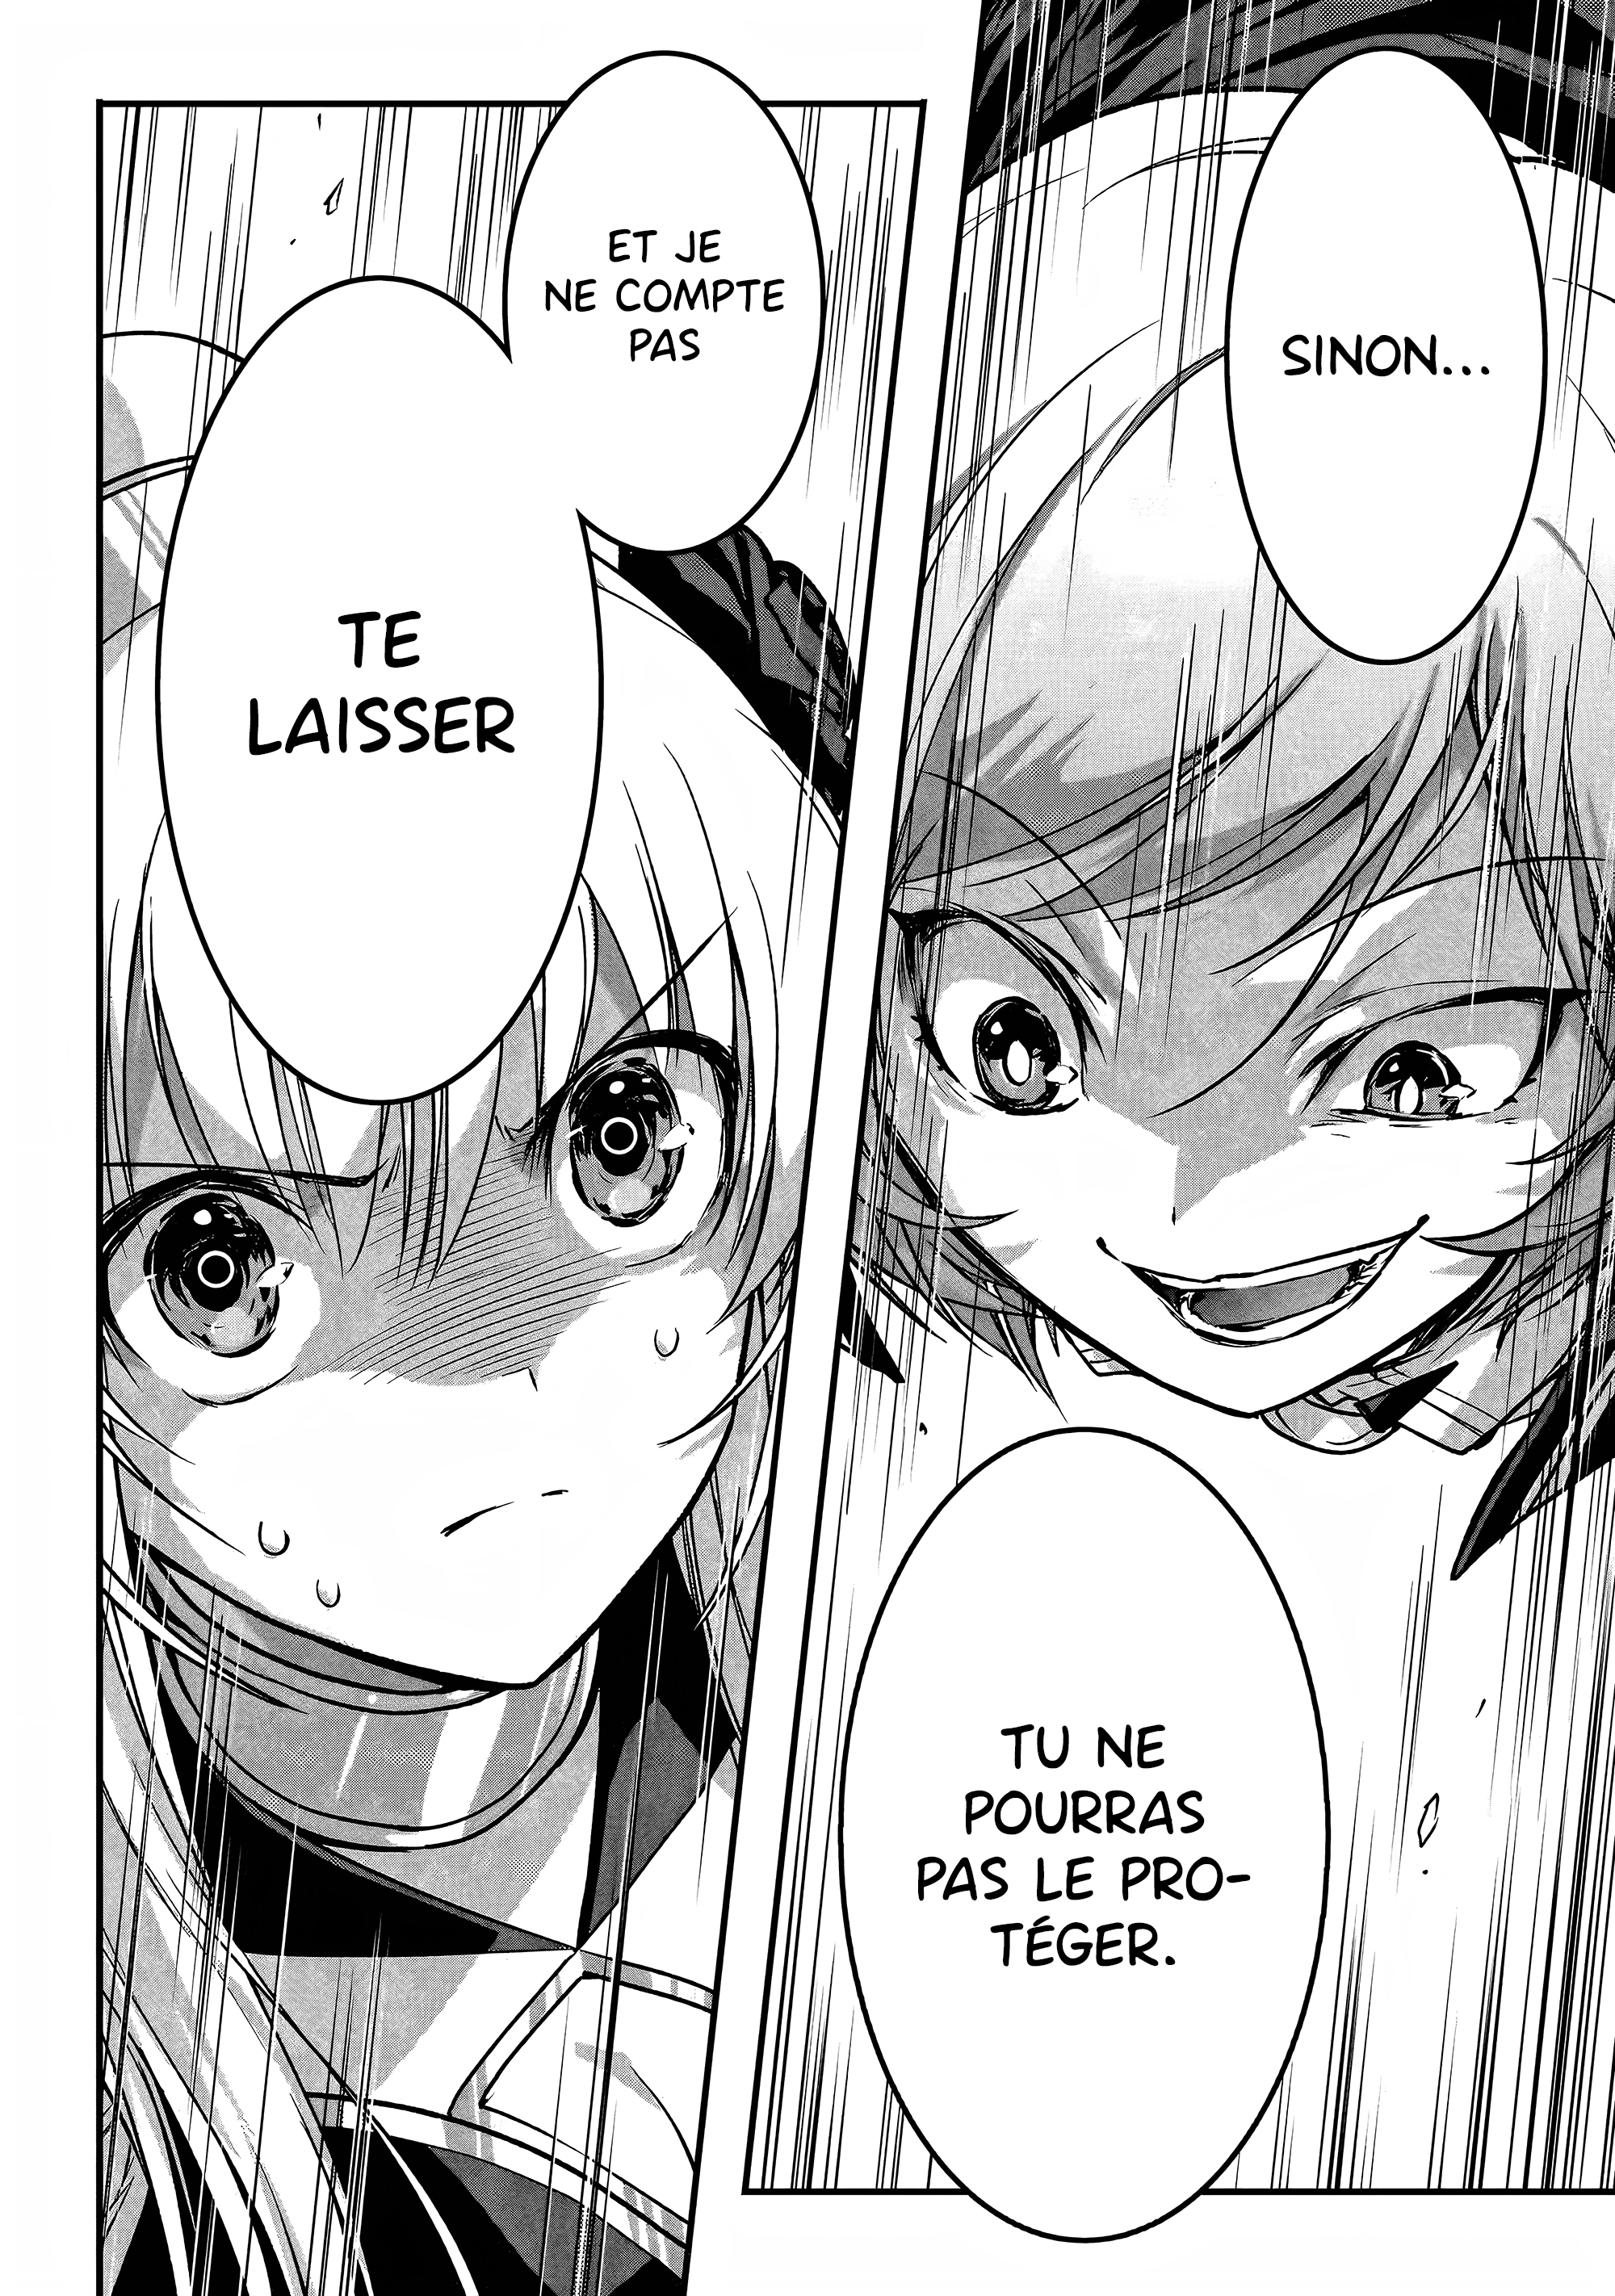 SINON...
TU NE
POURRAS
PAS LE PRO-
TÉGER.
ET JE
NE COMPTE
PAS
TE
LAISSER